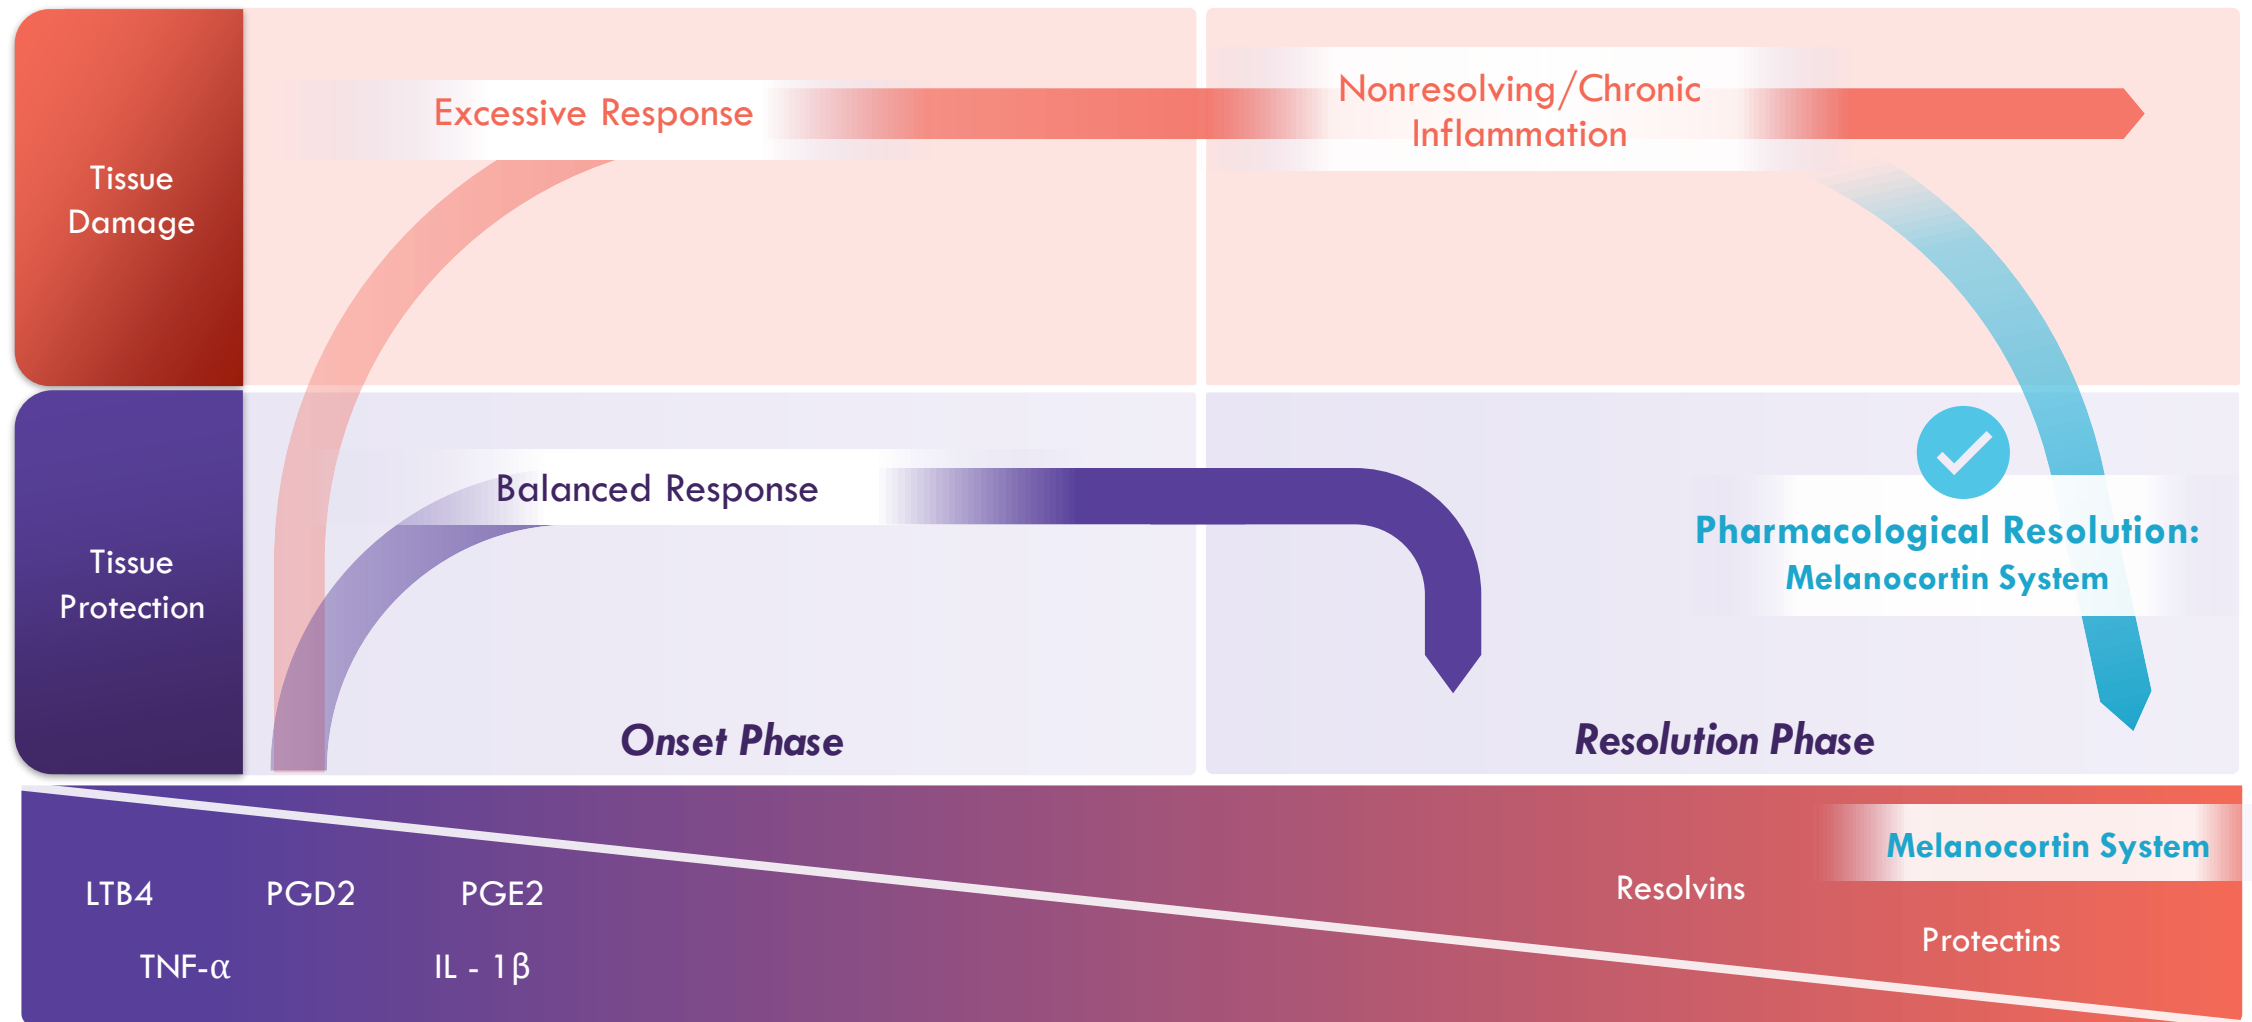 Tissue
Damage
Excessive Response
Nonresolving/Chronic
Inflammation
Tissue
Protection
Balanced Response
Pharmacological Resolution:
Melanocortin System
Onset Phase
Resolution Phase
LTB4
PGD2
PGE2
TNF-α
IL - 1β
Resolvins
Melanocortin System
Protectins